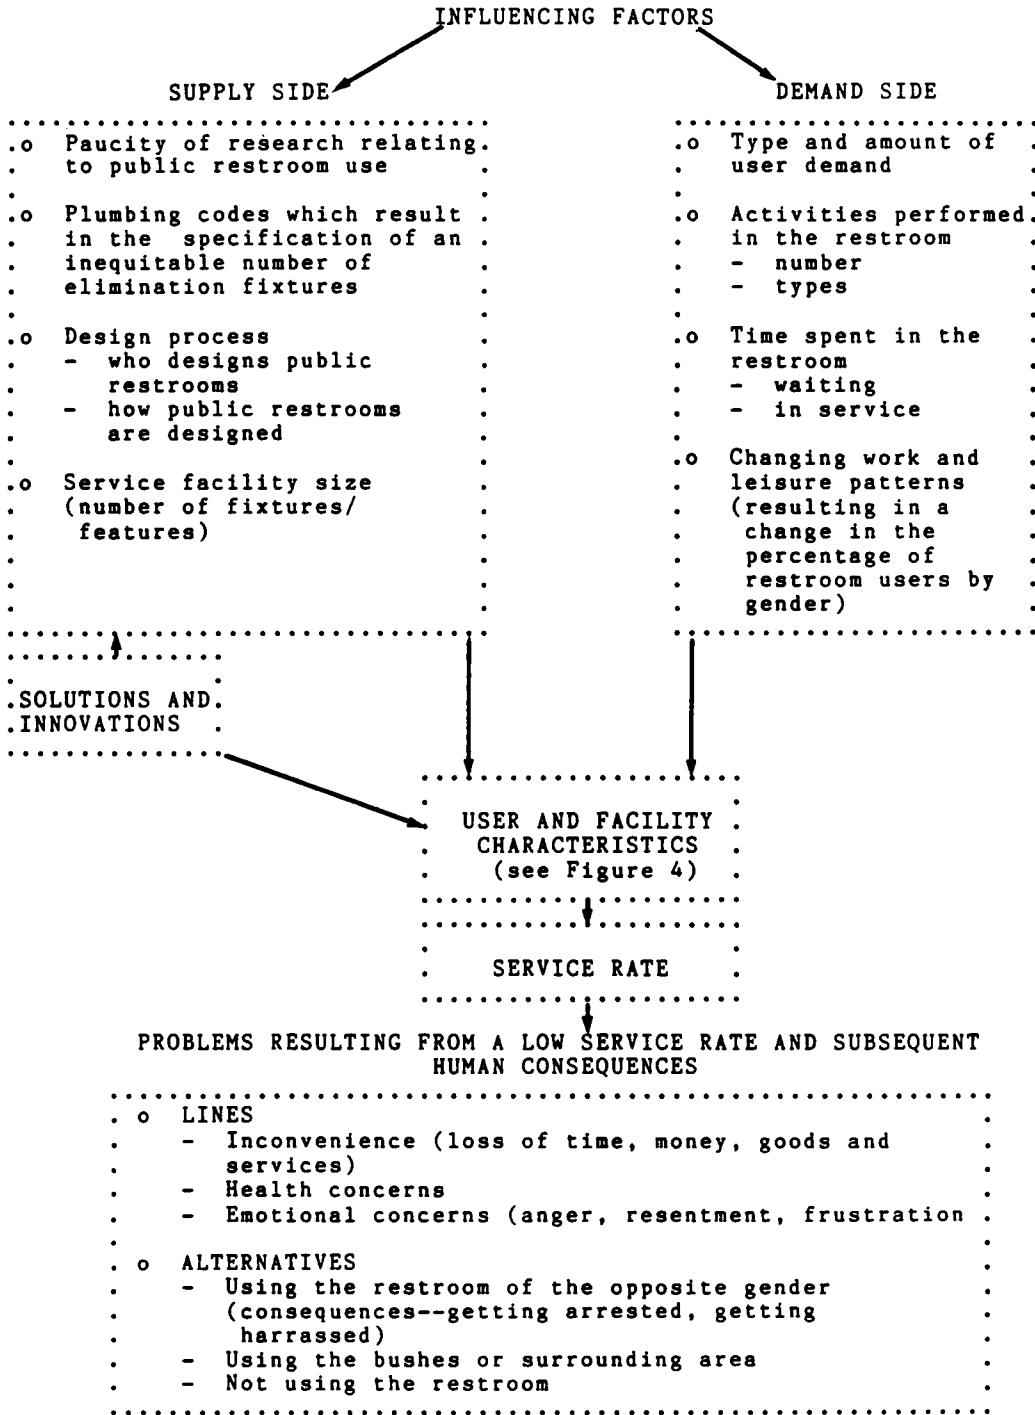 INFLUENCING FACTORS
SUPPLY SIDE
o Paucity of research relating
to public restroom use
o Plumbing codes which result
in the specification of an
inequitable number of
elimination fixtures
o Design process
- who designs public
restrooms
- how public restrooms
are designed
o Service facility size
(number of fixtures/
features)
DEMAND SIDE
o Type and amount of
user demand
o Activities performed
in the restroom
- number
- types
o Time spent in the
restroom
- waiting
- in service
o Changing work and
leisure patterns
(resulting in a
change in the
percentage of
restroom users by
gender)
SOLUTIONS AND
INNOVATIONS
USER AND FACILITY
CHARACTERISTICS
(see Figure 4)
SERVICE RATE
PROBLEMS RESULTING FROM A LOW SERVICE RATE AND SUBSEQUENT
HUMAN CONSEQUENCES
o LINES
- Inconvenience (loss of time, money, goods and
services)
- Health concerns
- Emotional concerns (anger, resentment, frustration
o ALTERNATIVES
- Using the restroom of the opposite gender
(consequences--getting arrested, getting
harrassed)
- Using the bushes or surrounding area
- Not using the restroom